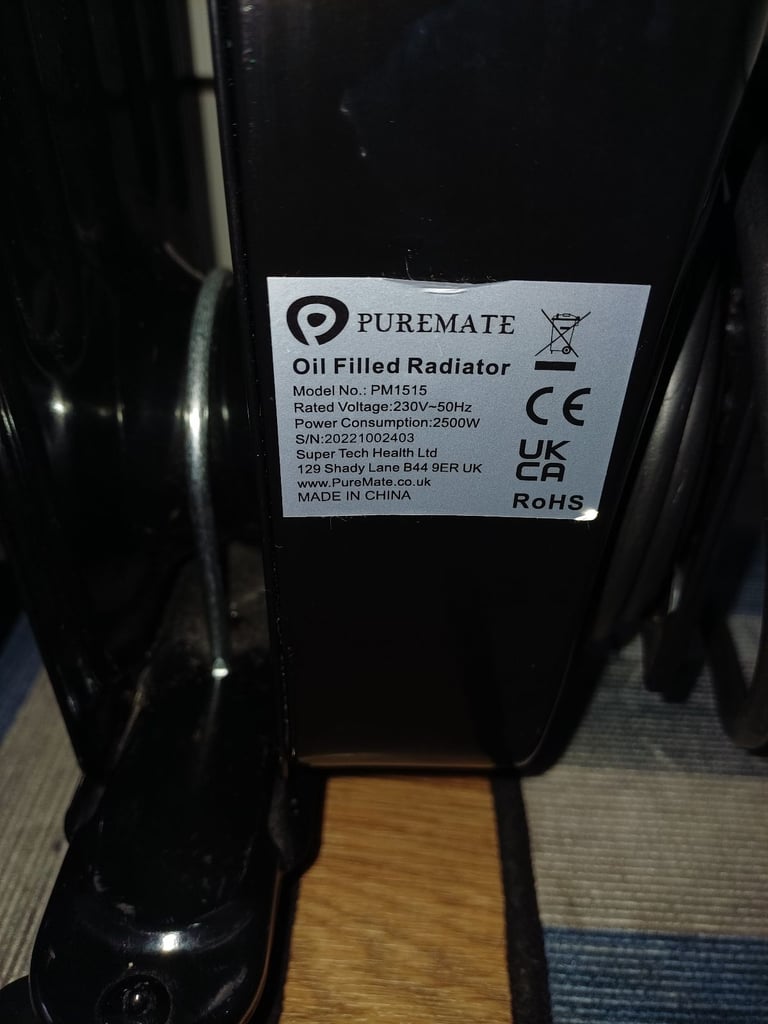 PUREMATE
Oil Filled Radiator
Model No.: PM1515
Rated Voltage:230V~50Hz
Power Consumption:2500W
S/N:20221002403
Super Tech Health Ltd
129 Shady Lane B44 9ER UK
www.PureMate.co.uk
MADE IN CHINA
CE
UK
CA
RoHS